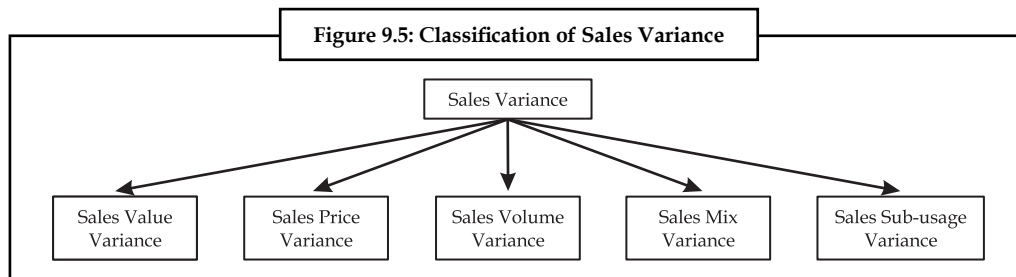 Figure 9.5: Classification of Sales Variance
Sales Variance
Sales Value
Variance
Sales Price
Variance
Sales Volume
Variance
Sales Mix
Variance
Sales Sub-usage
Variance